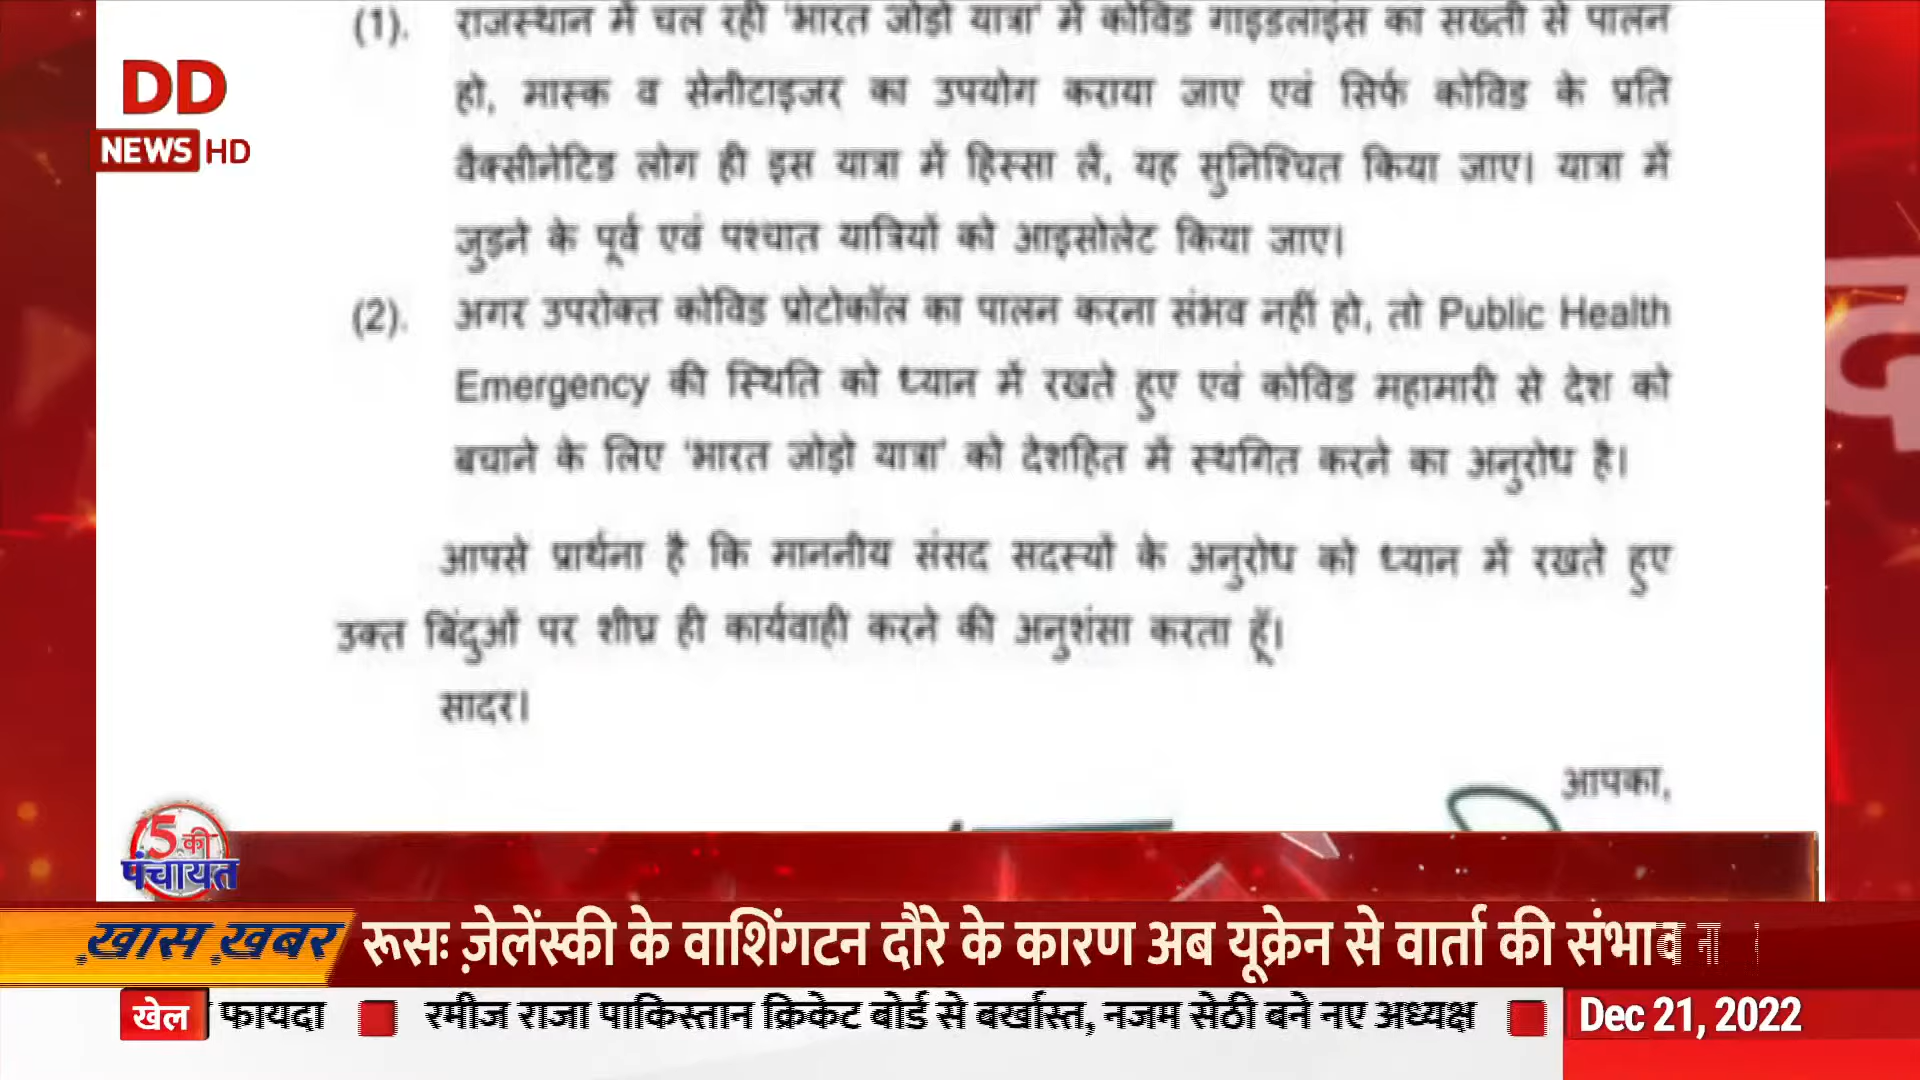 (1). राजस्थान में चल रही 'भारत जोड़ो यात्रा' में कोविड गाइडलाइंस का सख्ती से पालन
हो, मास्क व सेनीटाइजर का उपयोग कराया जाए एवं सिर्फ कोविड के प्रति
वैक्सीनेटिड लोग ही इस यात्रा में हिस्सा लें, यह सुनिश्चित किया जाए। यात्रा में
जुड़ने के पूर्व एवं पश्चात यात्रियों को आइसोलेट किया जाए।
(2). अगर उपरोक्त कोविड प्रोटोकॉल का पालन करना संभव नहीं हो, तो Public Health
Emergency की स्थिति को ध्यान में रखते हुए एवं कोविड महामारी से देश को
बचाने के लिए 'भारत जोड़ो यात्रा' को देशहित में स्थगित करने का अनुरोध है।
आपसे प्रार्थना है कि माननीय संसद सदस्यों के अनुरोध को ध्यान में रखते हुए
उक्त बिंदुओं पर शीघ्र ही कार्यवाही करने की अनुशंसा करता हूँ।
सादर।
आपका,
DD
NEWS HD
5 की
पंचायत
ख़ास ख़बर रूसः ज़ेलेंस्की के वाशिंगटन दौरे के कारण अब यूक्रेन से वार्ता की
खेल फायदा रमीज राजा पाकिस्तान क्रिकेट बोर्ड से बर्खास्त, नजम सेठी बने नए अध्यक्ष Dec 21, 2022